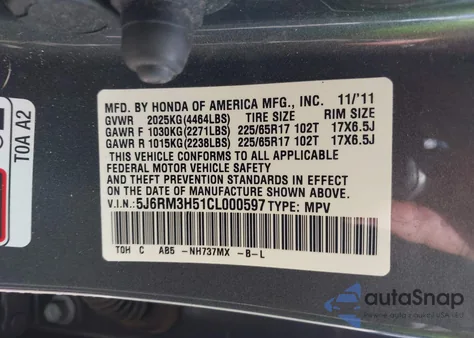 MFD. BY HONDA OF AMERICA MFG., INC. 11/'11
GVWR 2025KG(4464LBS) TIRE SIZE RIM SIZE
GAWR F 1030KG(2271LBS) 225/65R17 102T 17X6.5J
GAWR R 1015KG(2238LBS) 225/65R17 102T 17X6.5J
THIS VEHICLE CONFORMS TO ALL APPLICABLE
FEDERAL MOTOR VEHICLE SAFETY
AND THEFT PREVENTION STANDARDS IN EFFECT
ON THE DATE OF MANUFACTURE SHOWN ABOVE.
V.I.N.: 5J6RM3H51CL000597 TYPE: MPV
TOH C AB5 -NH737MX -B-L
TOA A2
autoSnap